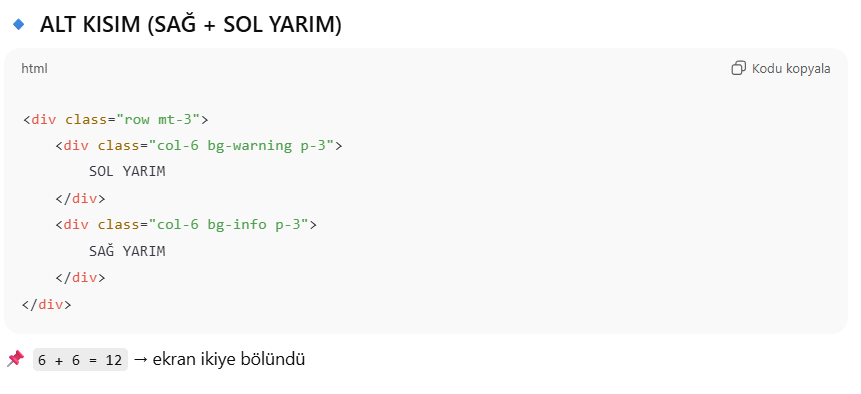 🔹 ALT KISIM (SAĞ + SOL YARIM)
html
Kodu kopyala
<div class="row mt-3">
    <div class="col-6 bg-warning p-3">
        SOL YARIM
    </div>
    <div class="col-6 bg-info p-3">
        SAĞ YARIM
    </div>
</div>
📌 6 + 6 = 12 → ekran ikiye bölündü